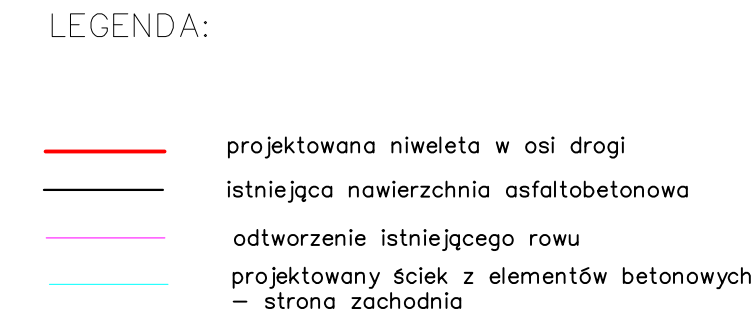 LEGENDA:
projektowana niweleta w osi drogi
istniejąca nawierzchnia asfaltobetonowa
odtworzenie istniejącego rowu
projektowany ściek z elementów betonowych
– strona zachodnia